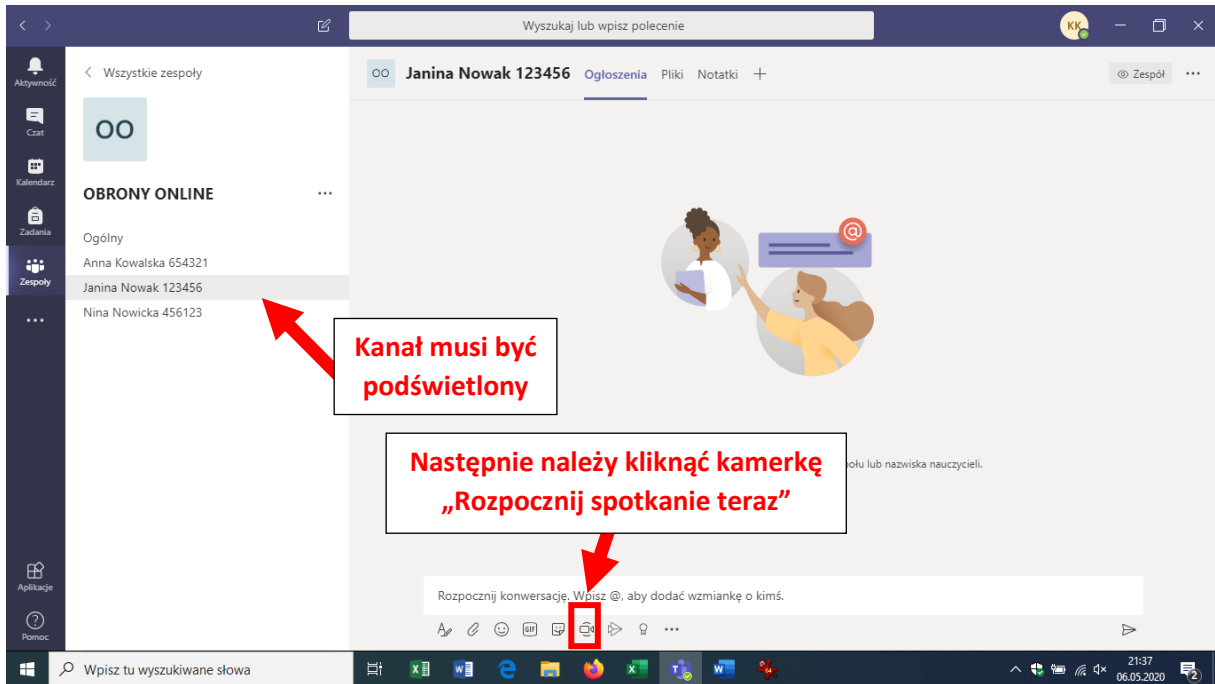 Wyszukaj lub wpisz polecenie
KK
Aktywność
Czat
Kalendarz
Zadania
Zespoły
Aplikacje
Pomoc
Wszystkie zespoły
OO
OBRONY ONLINE
Ogólny
Anna Kowalska 654321
Janina Nowak 123456
Nina Nowicka 456123
OO Janina Nowak 123456 Ogłoszenia Pliki Notatki
Zespół
@
Kanał musi być
podświetlony
Następnie należy kliknąć kamerkę
„Rozpocznij spotkanie teraz”
lub nazwiska nauczycieli.
Rozpocznij konwersację. Wpisz @, aby dodać wzmiankę o kimś.
GIF
Wpisz tu wyszukiwane słowa
21:37
06.05.2020
2